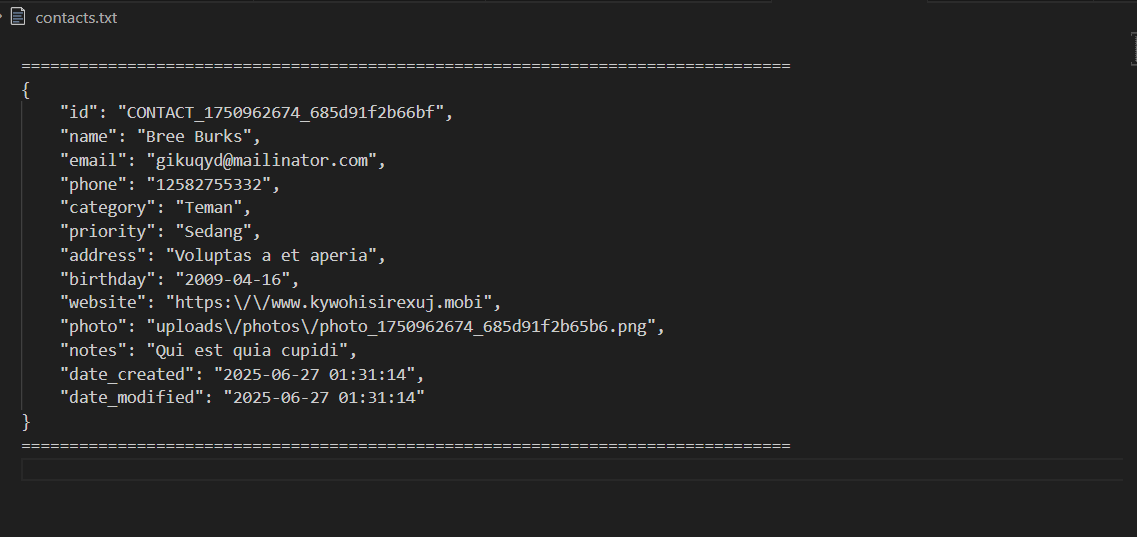 contacts.txt
================================================================================
{
    "id": "CONTACT_1750962674_685d91f2b66bf",
    "name": "Bree Burks",
    "email": "gikuqyd@mailinator.com",
    "phone": "12582755332",
    "category": "Teman",
    "priority": "Sedang",
    "address": "Voluptas a et aperia",
    "birthday": "2009-04-16",
    "website": "https:\/\/www.kywohisirexuj.mobi",
    "photo": "uploads\/photos\/photo_1750962674_685d91f2b65b6.png",
    "notes": "Qui est quia cupidi",
    "date_created": "2025-06-27 01:31:14",
    "date_modified": "2025-06-27 01:31:14"
}
================================================================================